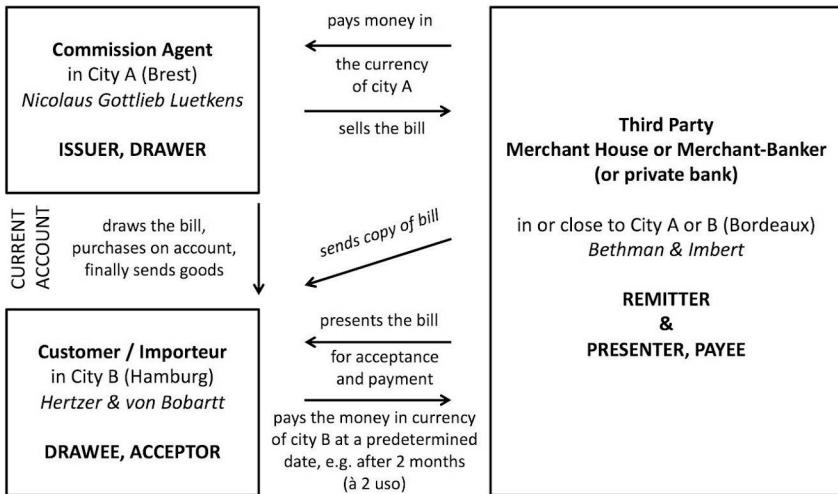 Commission Agent
in City A (Brest)
Nicolaus Gottlieb Luetkens
ISSUER, DRAWER
pays money in
the currency
of city A
sells the bill
Third Party
Merchant House or Merchant-Banker
(or private bank)
in or close to City A or B (Bordeaux)
Bethman & Imbert
REMITTER
&
PRESENTER, PAYEE
CURRENT
ACCOUNT
draws the bill,
purchases on account,
finally sends goods
sends copy of bill
Customer / Importeur
in City B (Hamburg)
Hertzer & von Bobartt
DRAWEE, ACCEPTOR
presents the bill
for acceptance
and payment
pays the money in currency
of city B at a predetermined
date, e.g. after 2 months
(à 2 uso)